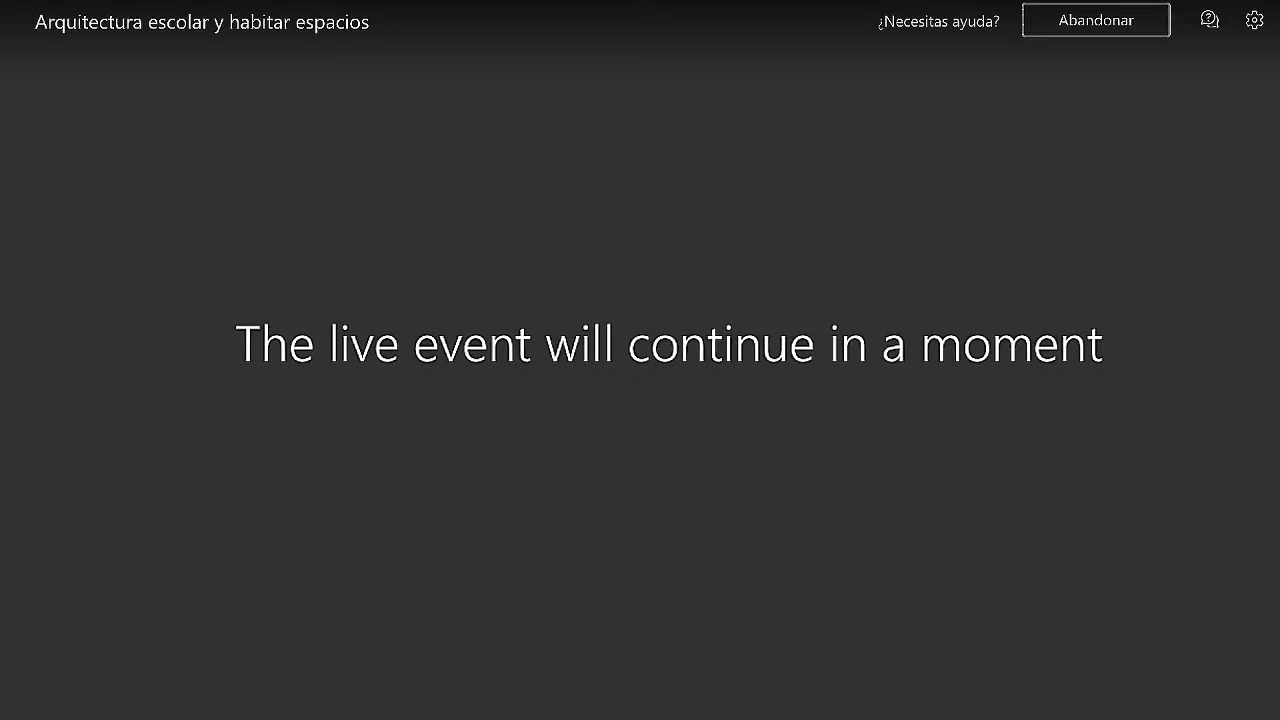 Arquitectura escolar y habitar espacios
¿Necesitas ayuda?
Abandonar
The live event will continue in a moment